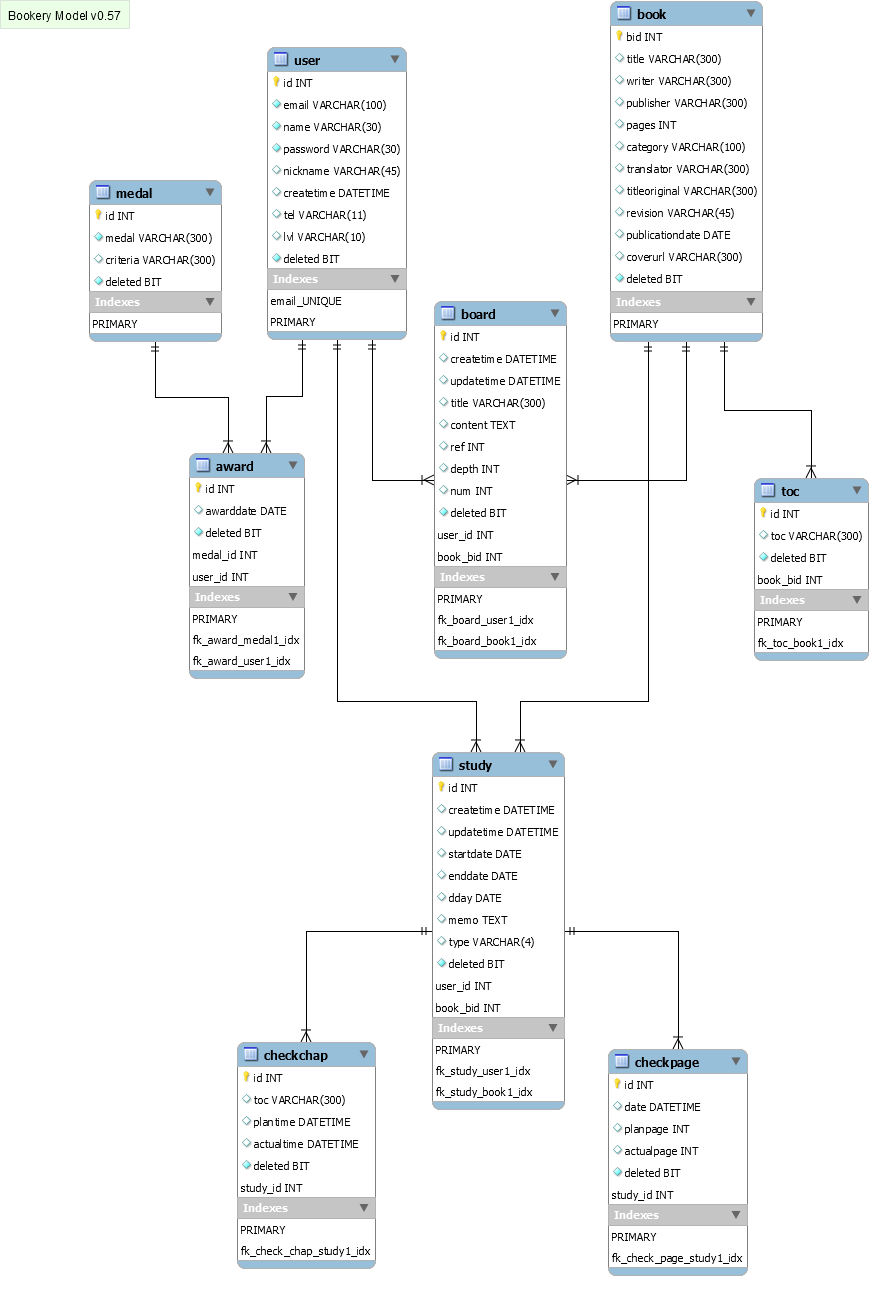 Bookery Model v0.57
book
bid INT
title VARCHAR(300)
writer VARCHAR(300)
publisher VARCHAR(300)
pages INT
category VARCHAR(100)
translator VARCHAR(300)
titleoriginal VARCHAR(300)
revision VARCHAR(45)
publicationdate DATE
coverurl VARCHAR(300)
deleted BIT
Indexes
PRIMARY
user
id INT
email VARCHAR(100)
name VARCHAR(30)
password VARCHAR(30)
nickname VARCHAR(45)
createtime DATETIME
tel VARCHAR(11)
lvl VARCHAR(10)
deleted BIT
Indexes
email_UNIQUE
PRIMARY
medal
id INT
medal VARCHAR(300)
criteria VARCHAR(300)
deleted BIT
Indexes
PRIMARY
board
id INT
createtime DATETIME
updatetime DATETIME
title VARCHAR(300)
content TEXT
ref INT
depth INT
num INT
deleted BIT
user_id INT
book_bid INT
Indexes
PRIMARY
fk_board_user1_idx
fk_board_book1_idx
award
id INT
awarddate DATE
deleted BIT
medal_id INT
user_id INT
Indexes
PRIMARY
fk_award_medal1_idx
fk_award_user1_idx
toc
id INT
toc VARCHAR(300)
deleted BIT
book_bid INT
Indexes
PRIMARY
fk_toc_book1_idx
study
id INT
createtime DATETIME
updatetime DATETIME
startdate DATE
enddate DATE
dday DATE
memo TEXT
type VARCHAR(4)
deleted BIT
user_id INT
book_bid INT
Indexes
PRIMARY
fk_study_user1_idx
fk_study_book1_idx
checkchap
id INT
toc VARCHAR(300)
plantime DATETIME
actualtime DATETIME
deleted BIT
study_id INT
Indexes
PRIMARY
fk_check_chap_study1_idx
checkpage
id INT
date DATETIME
planpage INT
actualpage INT
deleted BIT
study_id INT
Indexes
PRIMARY
fk_check_page_study1_idx